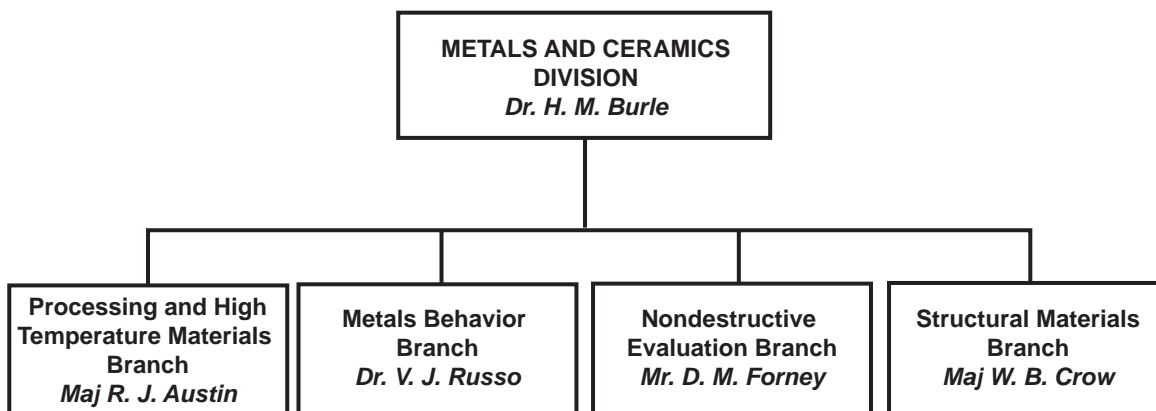 METALS AND CERAMICS
DIVISION
Dr. H. M. Burle
Processing and High
Temperature Materials
Branch
Maj R. J. Austin
Metals Behavior
Branch
Dr. V. J. Russo
Nondestructive
Evaluation Branch
Mr. D. M. Forney
Structural Materials
Branch
Maj W. B. Crow